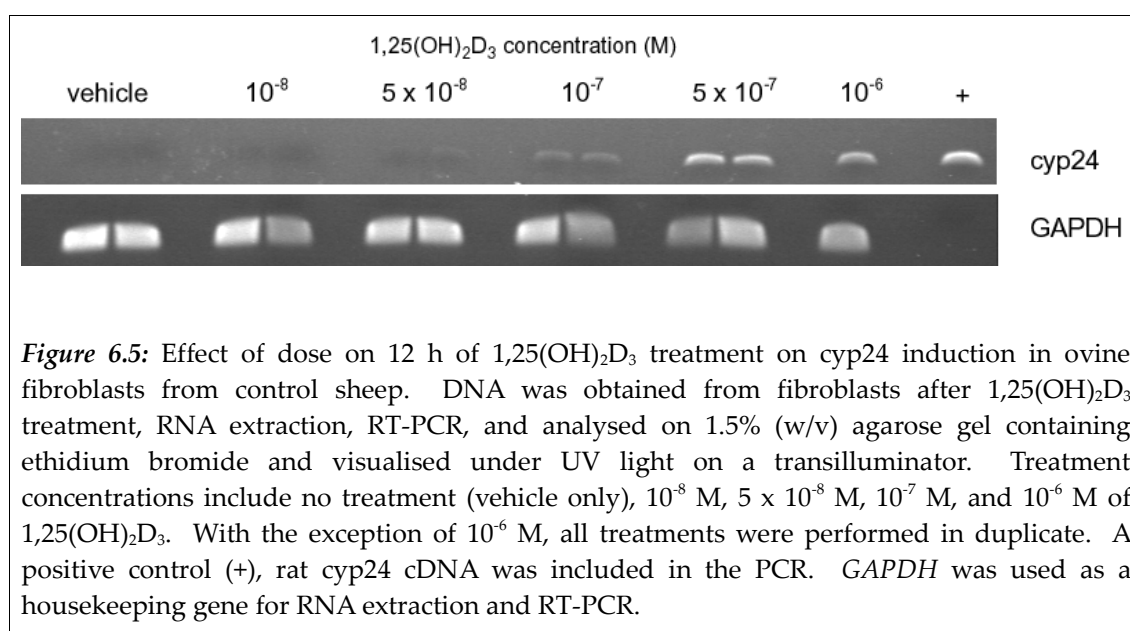 1,25(OH)₂D₃ concentration (M)
vehicle 10⁻⁸ 5 x 10⁻⁸ 10⁻⁷ 5 x 10⁻⁷ 10⁻⁶ +
cyp24
GAPDH
Figure 6.5: Effect of dose on 12 h of 1,25(OH)₂D₃ treatment on cyp24 induction in ovine
fibroblasts from control sheep. DNA was obtained from fibroblasts after 1,25(OH)₂D₃
treatment, RNA extraction, RT-PCR, and analysed on 1.5% (w/v) agarose gel containing
ethidium bromide and visualised under UV light on a transilluminator. Treatment
concentrations include no treatment (vehicle only), 10⁻⁸ M, 5 x 10⁻⁸ M, 10⁻⁷ M, and 10⁻⁶ M of
1,25(OH)₂D₃. With the exception of 10⁻⁶ M, all treatments were performed in duplicate. A
positive control (+), rat cyp24 cDNA was included in the PCR. GAPDH was used as a
housekeeping gene for RNA extraction and RT-PCR.